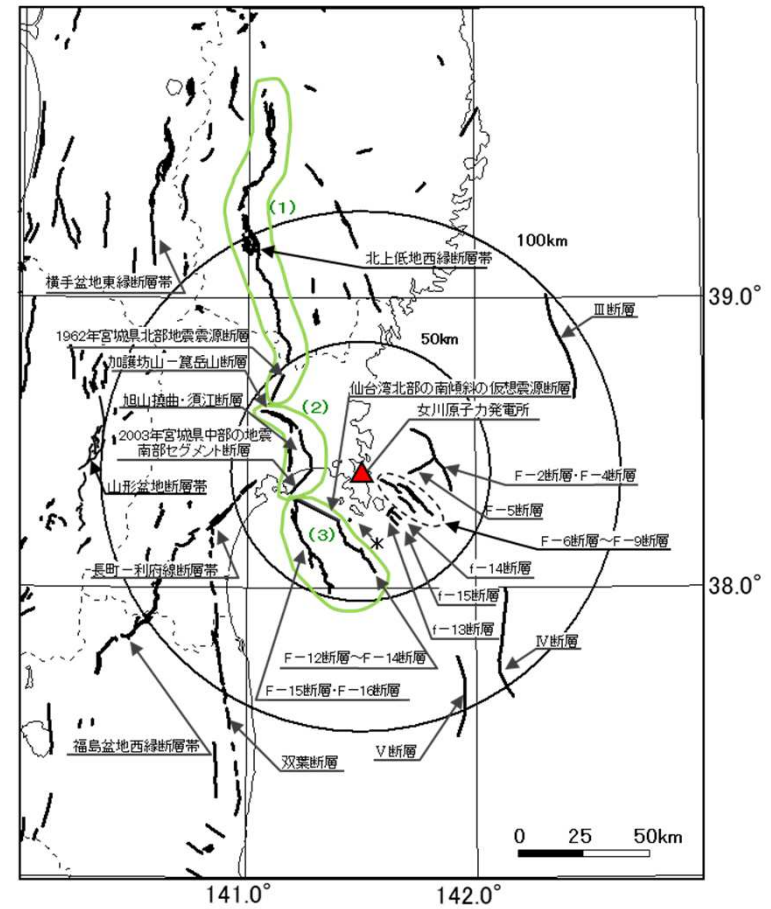 (1)
100km
北上低地西縁断層帯
横手盆地東縁断層帯
39.0°
Ⅲ断層
1962年宮城県北部地震震源断層
50km
加護坊山－箟岳山断層
仙台湾北部の南傾斜の仮想震源断層
旭山撓曲・須江断層
(2)
女川原子力発電所
2003年宮城県中部の地震
南部セグメント断層
F－2断層・F－4断層
山形盆地断層帯
F－5断層
(3)
F－6断層～F－9断層
長町－利府線断層帯
f－14断層
38.0°
f－15断層
f－13断層
F－12断層～F－14断層
Ⅳ断層
F－15断層・F－16断層
福島盆地西縁断層帯
双葉断層
Ⅴ断層
0 25 50km
141.0° 142.0°